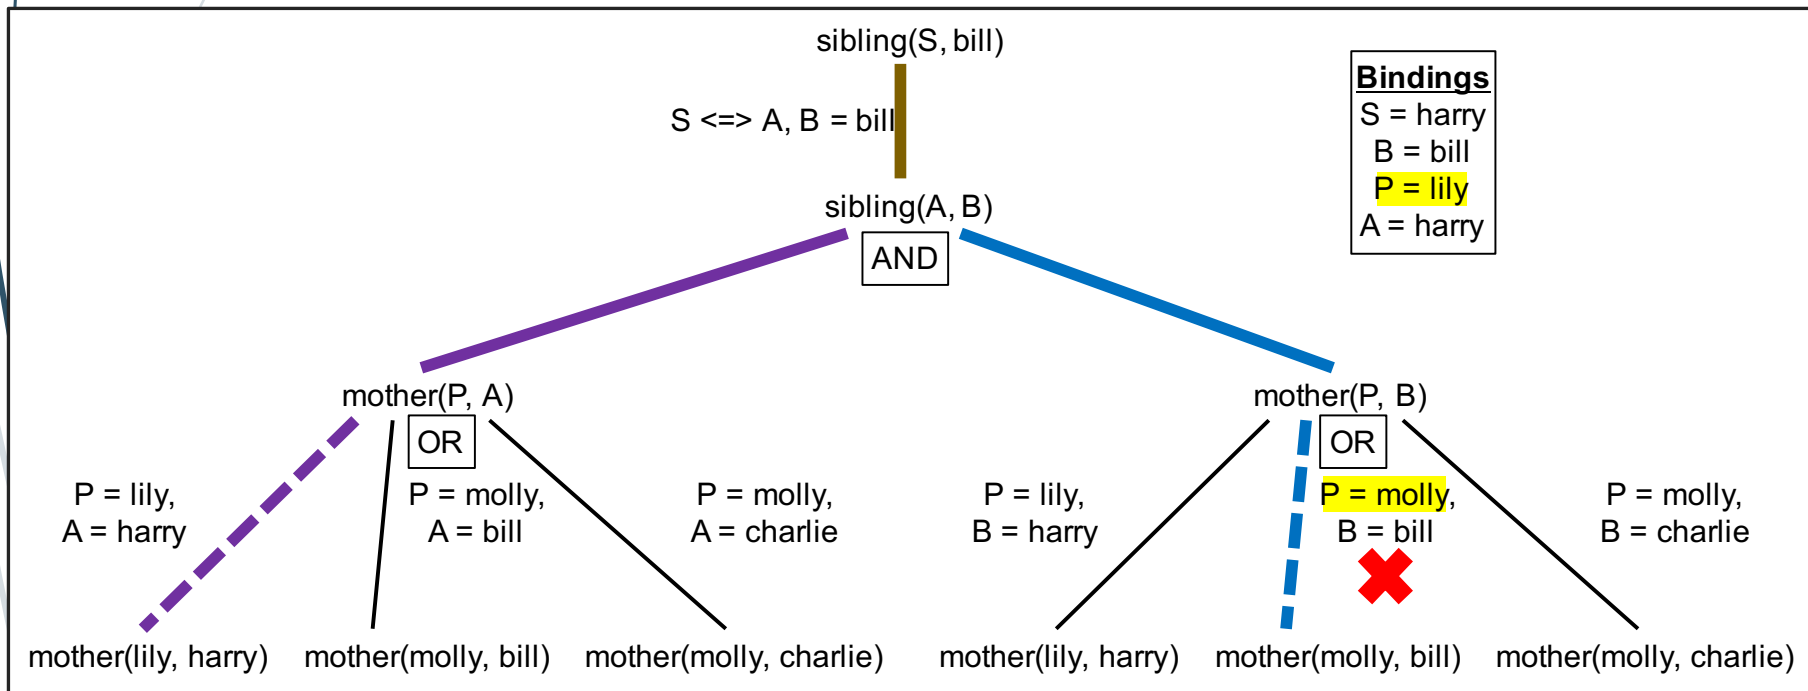 sibling(S, bill)
S <=> A, B = bill
sibling(A, B)
AND
Bindings
S = harry
B = bill
P = lily
A = harry
mother(P, A)
OR
P = lily,
A = harry
P = molly,
A = bill
P = molly,
A = charlie
mother(lily, harry)
mother(molly, bill)
mother(molly, charlie)
mother(P, B)
OR
P = lily,
B = harry
P = molly,
B = bill
P = molly,
B = charlie
mother(lily, harry)
mother(molly, bill)
mother(molly, charlie)